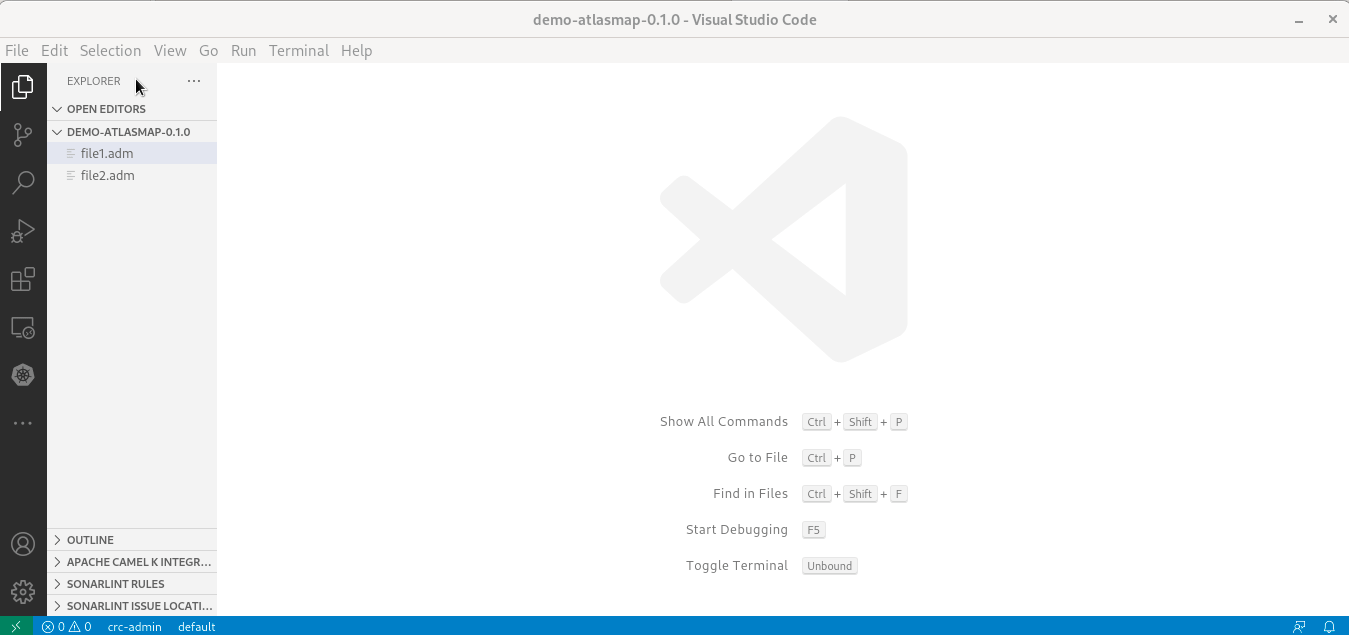 demo-atlasmap-0.1.0 - Visual Studio Code
File Edit Selection View Go Run Terminal Help
EXPLORER
OPEN EDITORS
DEMO-ATLASMAP-0.1.0
file1.adm
file2.adm
Show All Commands Ctrl + Shift + P
Go to File Ctrl + P
Find in Files Ctrl + Shift + F
Start Debugging F5
Toggle Terminal Unbound
OUTLINE
APACHE CAMEL K INTEGR...
SONARLINT RULES
SONARLINT ISSUE LOCATI...
0 0 crc-admin default